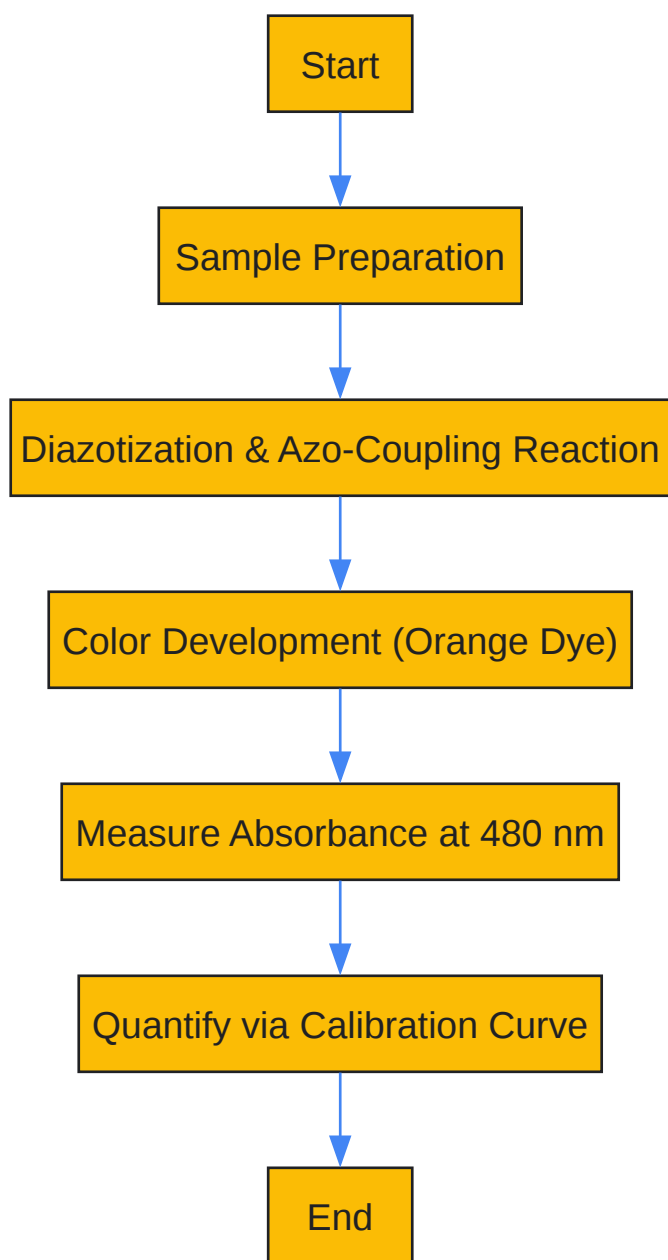 Start
Sample Preparation
Diazotization & Azo-Coupling Reaction
Color Development (Orange Dye)
Measure Absorbance at 480 nm
Quantify via Calibration Curve
End